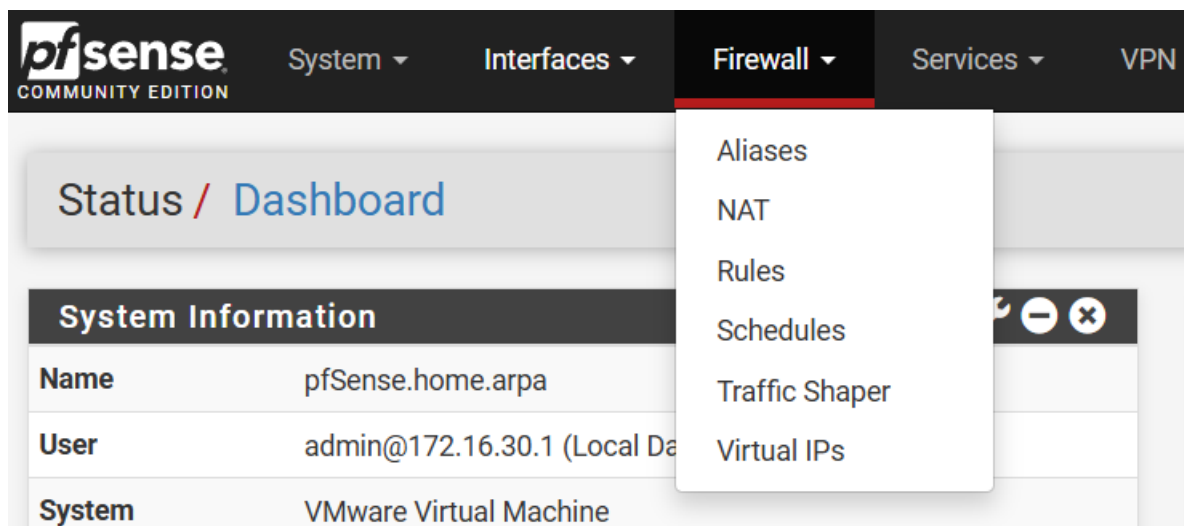 pfsense
COMMUNITY EDITION
System Interfaces Firewall Services VPN
Aliases
NAT
Rules
Schedules
Traffic Shaper
Virtual IPs
Status / Dashboard
System Information
Name pfSense.home.arpa
User admin@172.16.30.1 (Local Da
System VMware Virtual Machine